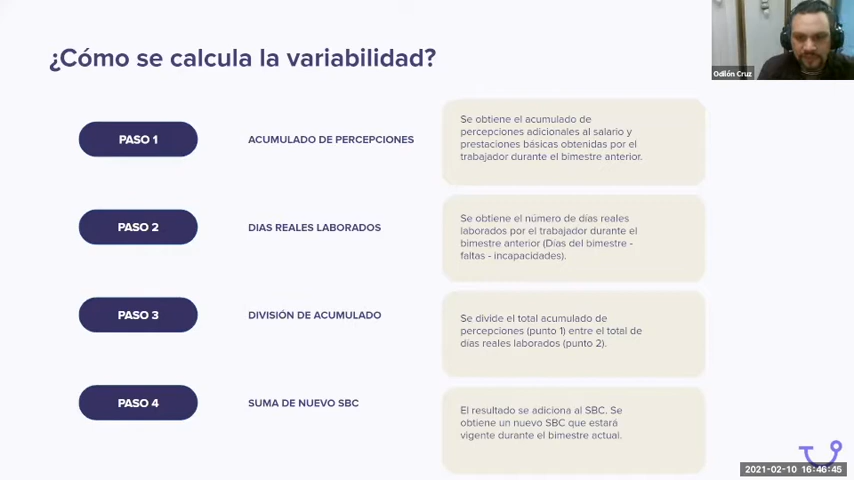 ¿Cómo se calcula la variabilidad?
Odilón Cruz
PASO 1
ACUMULADO DE PERCEPCIONES
Se obtiene el acumulado de
percepciones adicionales al salario y
prestaciones básicas obtenidas por el
trabajador durante el bimestre anterior.
PASO 2
DIAS REALES LABORADOS
Se obtiene el número de días reales
laborados por el trabajador durante el
bimestre anterior (Días del bimestre -
faltas - incapacidades).
PASO 3
DIVISIÓN DE ACUMULADO
Se divide el total acumulado de
percepciones (punto 1) entre el total de
días reales laborados (punto 2).
PASO 4
SUMA DE NUEVO SBC
El resultado se adiciona al SBC. Se
obtiene un nuevo SBC que estará
vigente durante el bimestre actual.
2021-02-10 16:46:45